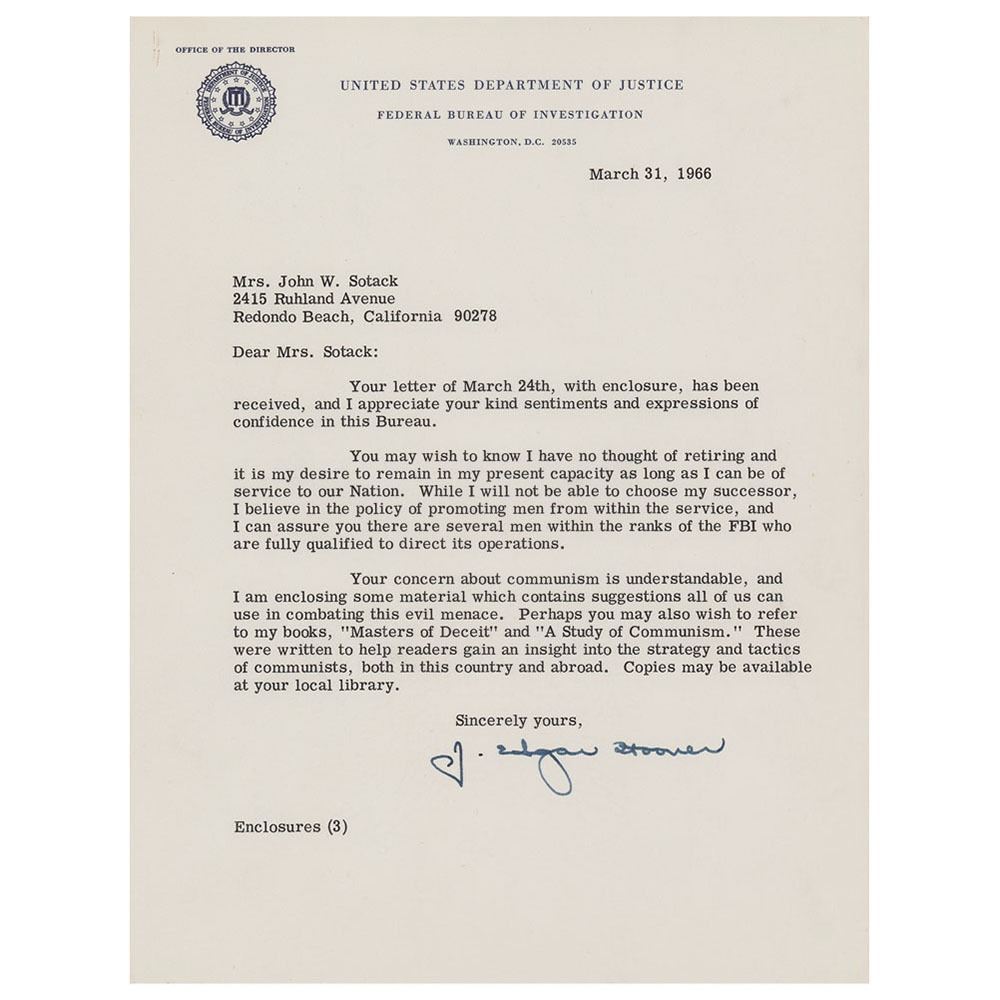 OFFICE OF THE DIRECTOR
DEPARTMENT OF JUSTICE
FEDERAL BUREAU OF INVESTIGATION
UNITED STATES DEPARTMENT OF JUSTICE
FEDERAL BUREAU OF INVESTIGATION
WASHINGTON, D.C. 20535
March 31, 1966
Mrs. John W. Sotack
2415 Ruhland Avenue
Redondo Beach, California 90278
Dear Mrs. Sotack:
Your letter of March 24th, with enclosure, has been
received, and I appreciate your kind sentiments and expressions of
confidence in this Bureau.
You may wish to know I have no thought of retiring and
it is my desire to remain in my present capacity as long as I can be of
service to our Nation. While I will not be able to choose my successor,
I believe in the policy of promoting men from within the service, and
I can assure you there are several men within the ranks of the FBI who
are fully qualified to direct its operations.
Your concern about communism is understandable, and
I am enclosing some material which contains suggestions all of us can
use in combating this evil menace. Perhaps you may also wish to refer
to my books, "Masters of Deceit" and "A Study of Communism." These
were written to help readers gain an insight into the strategy and tactics
of communists, both in this country and abroad. Copies may be available
at your local library.
Sincerely yours,
J. Edgar Hoover
Enclosures (3)